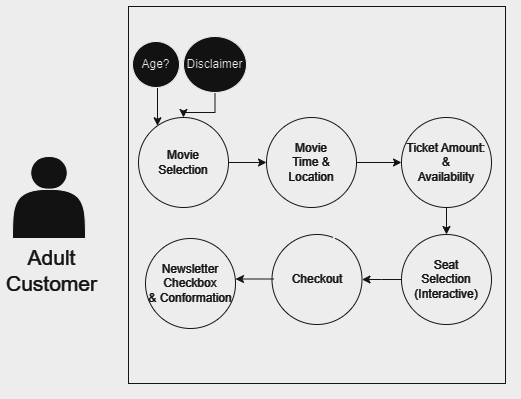 Age?
Disclaimer
Movie
Selection
Movie
Time &
Location
Ticket Amount:
&
Availability
Adult
Customer
Newsletter
Checkbox
& Conformation
Checkout
Seat
Selection
(Interactive)